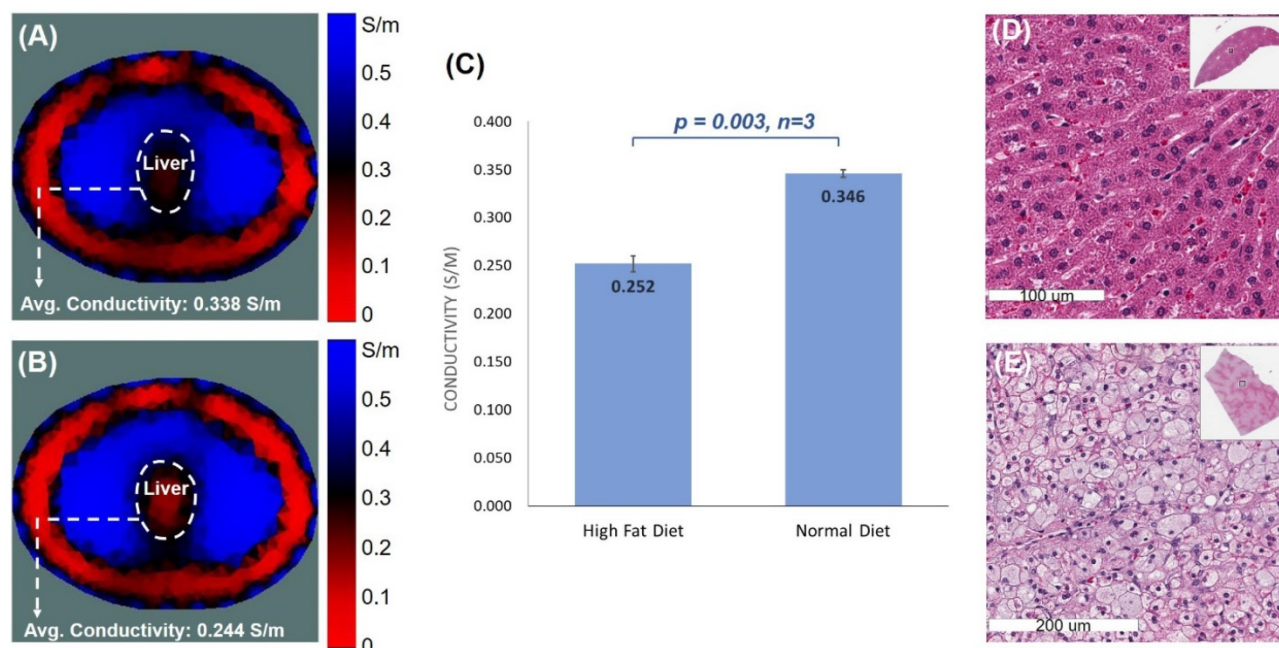 (A)
Liver
Avg. Conductivity: 0.338 S/m
S/m
0.5
0.4
0.3
0.2
0.1
0
(B)
Liver
Avg. Conductivity: 0.244 S/m
S/m
0.5
0.4
0.3
0.2
0.1
0
(C)
p = 0.003, n=3
CONDUCTIVITY (S/M)
0.400
0.350
0.300
0.250
0.200
0.150
0.100
0.050
0.000
0.252
0.346
High Fat Diet
Normal Diet
(D)
100 um
(E)
200 um